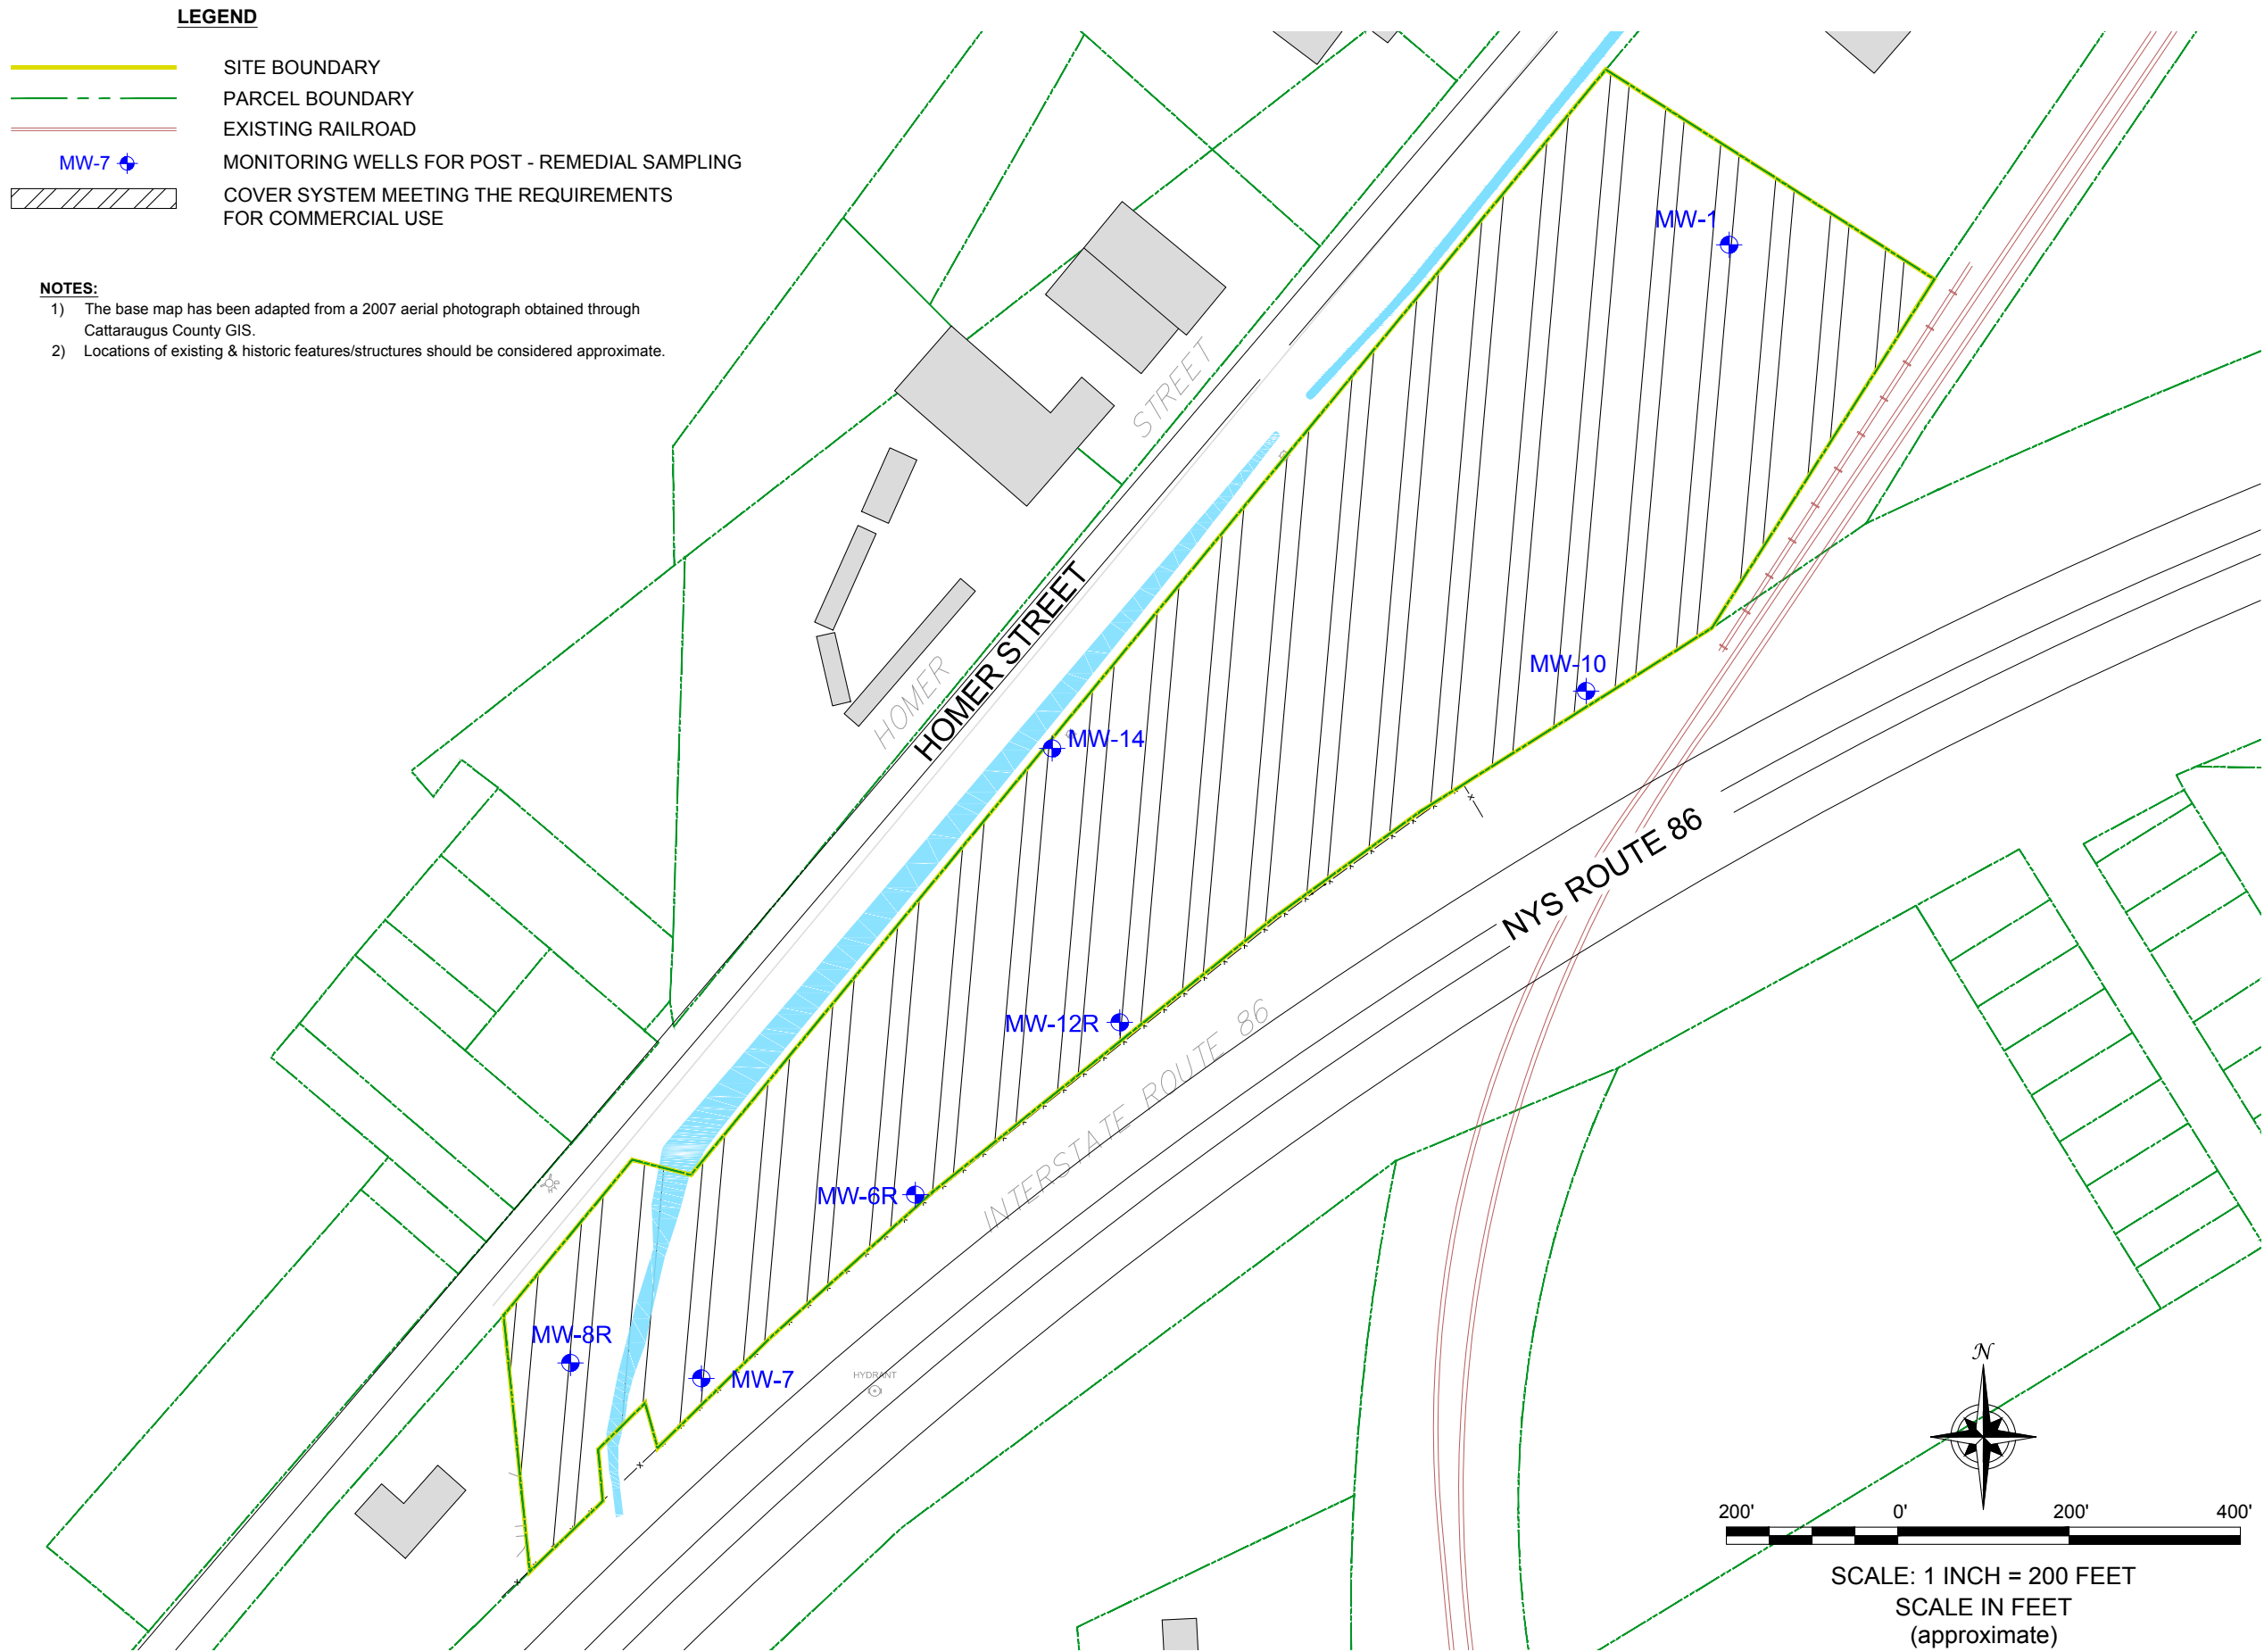 LEGEND
SITE BOUNDARY
PARCEL BOUNDARY
EXISTING RAILROAD
MW-7 MONITORING WELLS FOR POST - REMEDIAL SAMPLING
COVER SYSTEM MEETING THE REQUIREMENTS
FOR COMMERCIAL USE
NOTES:
1) The base map has been adapted from a 2007 aerial photograph obtained through
Cattaraugus County GIS.
2) Locations of existing & historic features/structures should be considered approximate.
MW-1
STREET
HOMER STREET
HOMER
MW-10
MW-14
NYS ROUTE 86
MW-12R
INTERSTATE ROUTE 86
MW-6R
MW-8R
MW-7
HYDRANT
N
200' 0' 200' 400'
SCALE: 1 INCH = 200 FEET
SCALE IN FEET
(approximate)